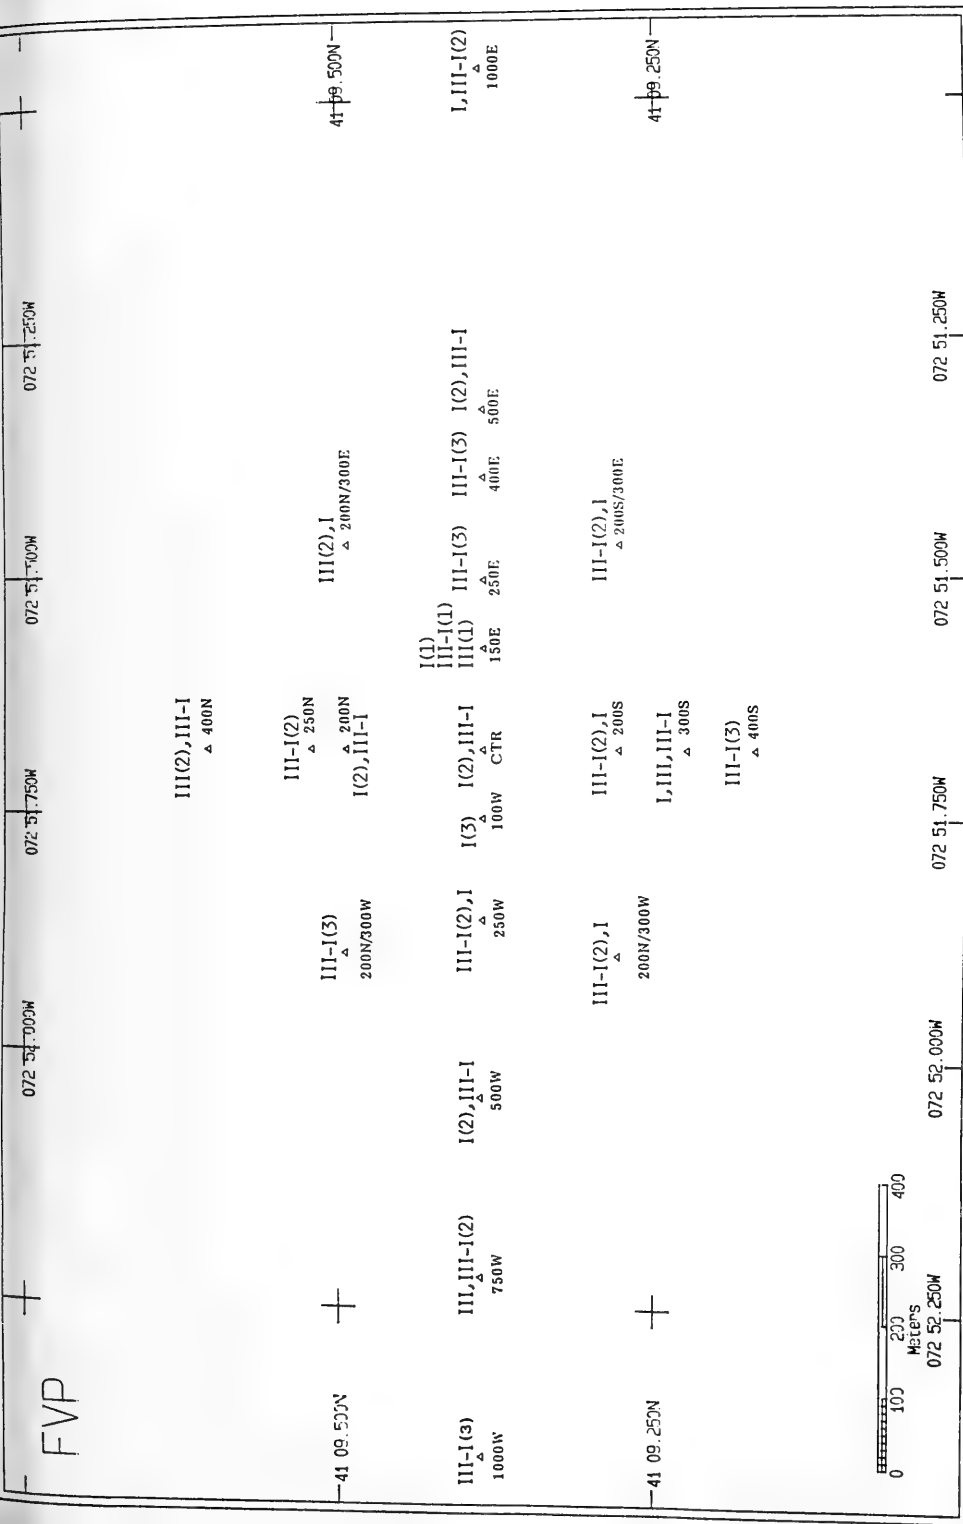 FVP
072 52.000W
072 51.750W
072 51.500W
072 51.250W
III(2),III-I
400N
III-I(2)
250N
200N
I(2),III-I
III-I(3)
200N/300W
III(2),I
200N/300E
41 09.500N
41 09.500N
III-I(3)
1000W
III,III-I(2)
750W
I(2),III-I
500W
III-I(2),I
250W
I(3)
100W
I(2),III-I
CTR
I(1)
III-I(1)
III(1)
150E
III-I(3)
250E
III-I(3)
400E
I(2),III-I
500E
I,III-I(2)
1000E
III-I(2),I
200N/300W
III-I(2),I
200S
III-I(2),I
200S/300E
41 09.250N
41 09.250N
I,III,III-I
300S
III-I(3)
400S
0 100 200 300 400
Meters
072 52.250W
072 52.000W
072 51.750W
072 51.500W
072 51.250W